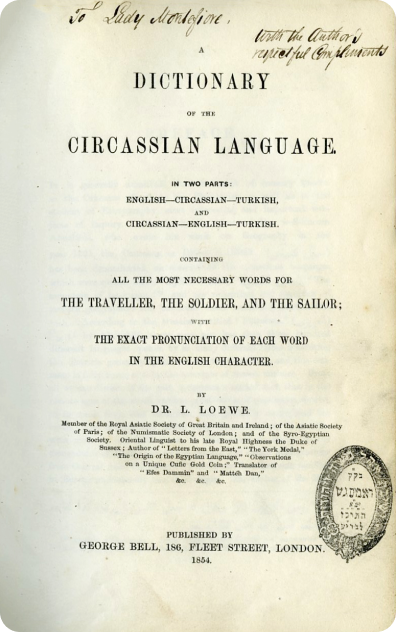 To Lady Montefiore,
with the Author's
respectful Compliments
A
DICTIONARY
OF THE
CIRCASSIAN LANGUAGE.
IN TWO PARTS:
ENGLISH—CIRCASSIAN—TURKISH,
AND
CIRCASSIAN—ENGLISH—TURKISH.
CONTAINING
ALL THE MOST NECESSARY WORDS FOR
THE TRAVELLER, THE SOLDIER, AND THE SAILOR;
WITH
THE EXACT PRONUNCIATION OF EACH WORD
IN THE ENGLISH CHARACTER.
BY
DR. L. LOEWE.
Member of the Royal Asiatic Society of Great Britain and Ireland; of the Asiatic
Society of Paris; of the Numismatic Society of London; and of the Syro-Egyptian
Society. Oriental Linguist to his late Royal Highness the Duke of
Sussex; Author of "Letters from the East," "The York Medal,"
"The Origin of the Egyptian Language," "Observations
on a Unique Cufic Gold Coin;" Translator of
"Efes Dammim" and "Matteh Dan,"
&c. &c. &c.
PUBLISHED BY
GEORGE BELL, 186, FLEET STREET, LONDON.
1854.